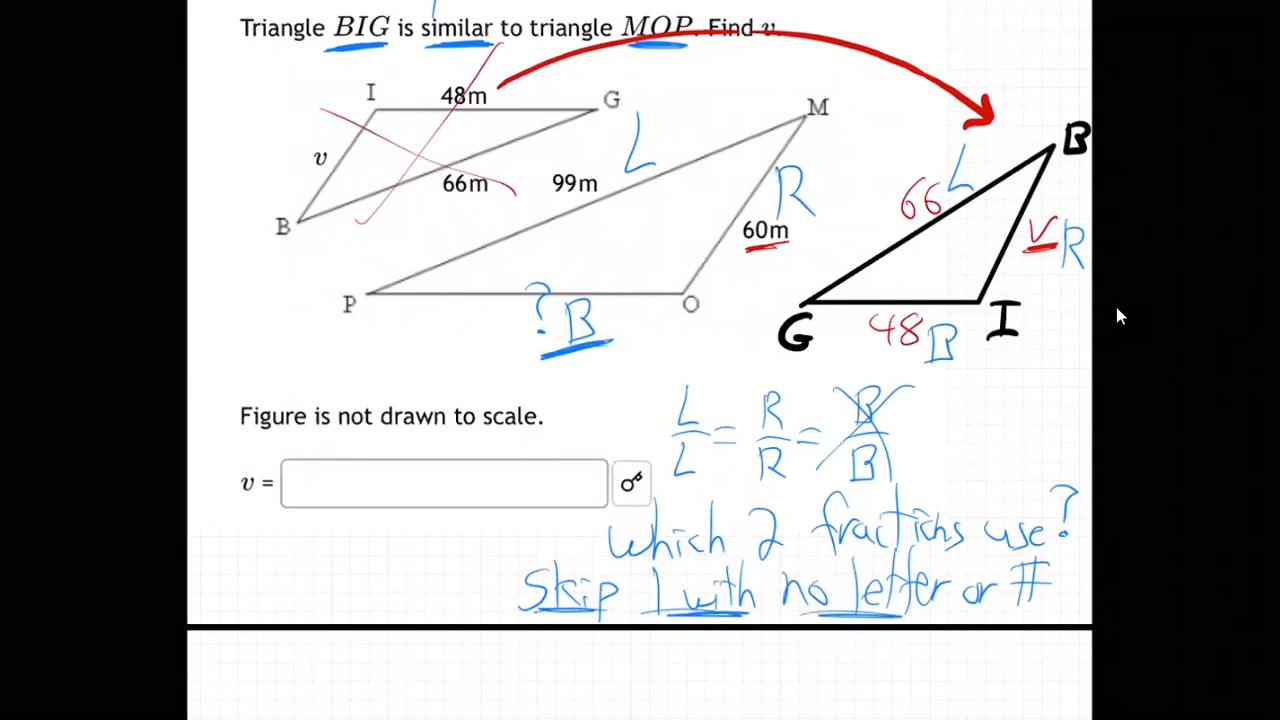 Triangle BIG is similar to triangle MOP. Find v.
I 48m G M B
v 66m 99m L R 66 L v R
B 60m
P ? B O G 48 B I
Figure is not drawn to scale.
L/L = R/R = B/B
v =
Which 2 fractions use?
Skip 1 with no letter or #